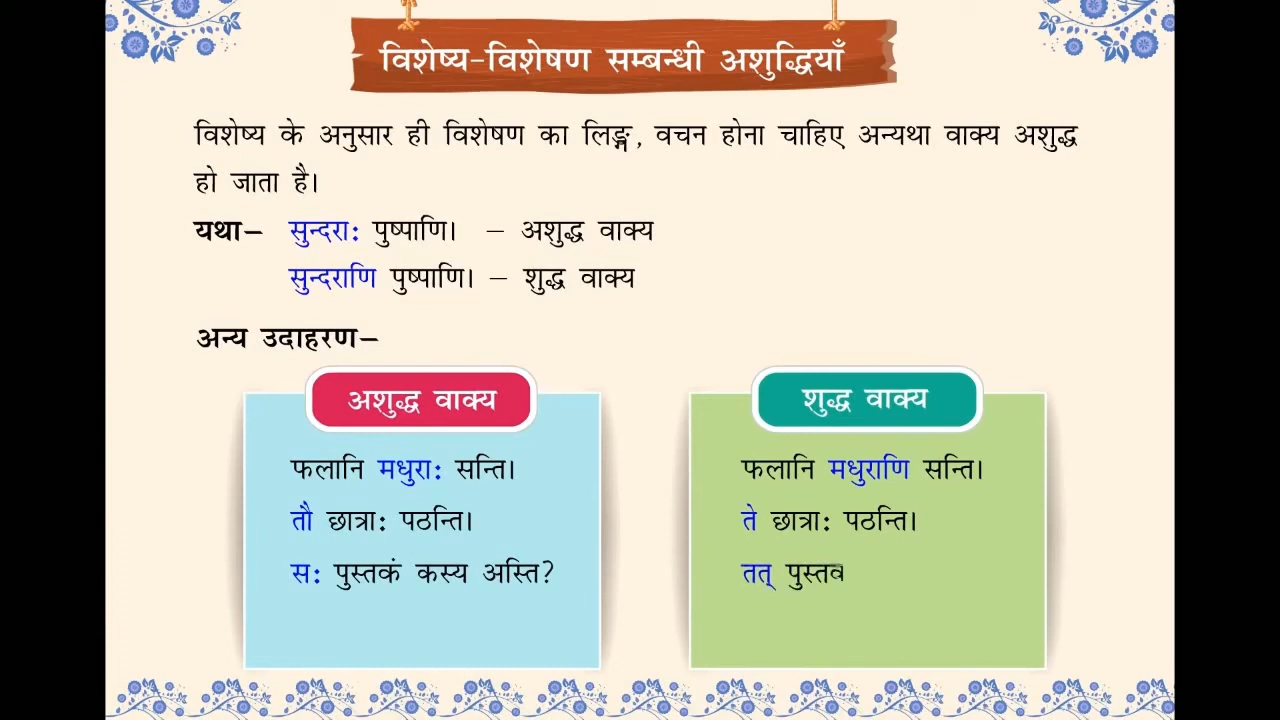 विशेष्य-विशेषण सम्बन्धी अशुद्धियाँ
विशेष्य के अनुसार ही विशेषण का लिङ्ग, वचन होना चाहिए अन्यथा वाक्य अशुद्ध
हो जाता है।
यथा– सुन्दराः पुष्पाणि। – अशुद्ध वाक्य
सुन्दराणि पुष्पाणि। – शुद्ध वाक्य
अन्य उदाहरण–
अशुद्ध वाक्य
फलानि मधुराः सन्ति।
तौ छात्राः पठन्ति।
सः पुस्तकं कस्य अस्ति?
शुद्ध वाक्य
फलानि मधुराणि सन्ति।
ते छात्राः पठन्ति।
तत्